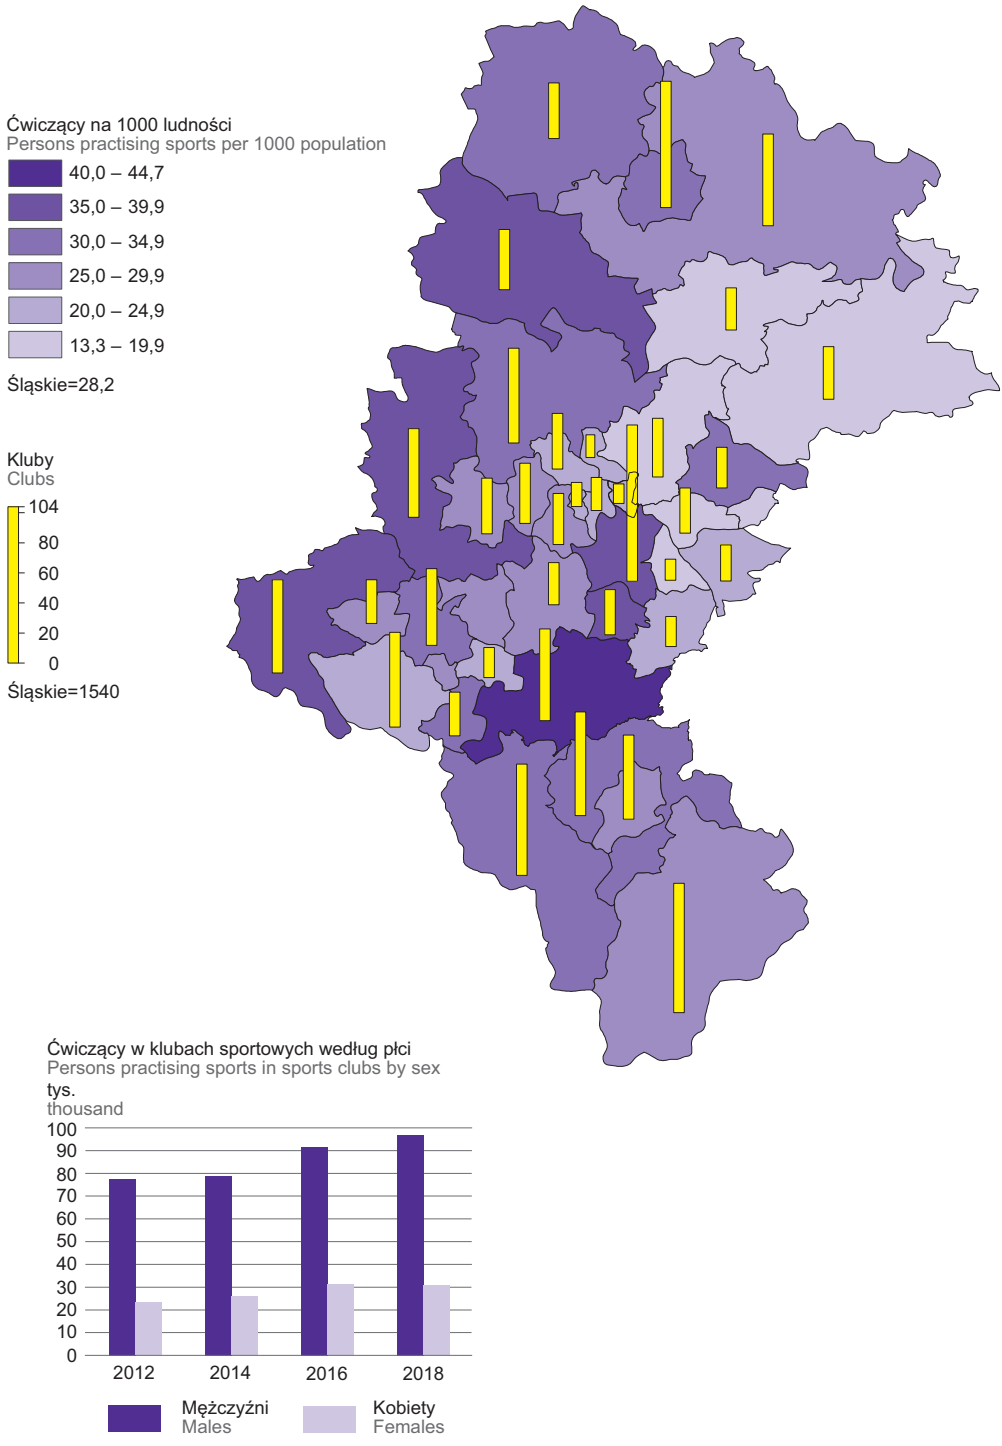 Ćwiczący na 1000 ludności
Persons practising sports per 1000 population
40,0 – 44,7
35,0 – 39,9
30,0 – 34,9
25,0 – 29,9
20,0 – 24,9
13,3 – 19,9
Śląskie=28,2
Kluby
Clubs
104
80
60
40
20
0
Śląskie=1540
Ćwiczący w klubach sportowych według płci
Persons practising sports in sports clubs by sex
tys.
thousand
100
90
80
70
60
50
40
30
20
10
0
2012 2014 2016 2018
Mężczyźni Kobiety
Males Females